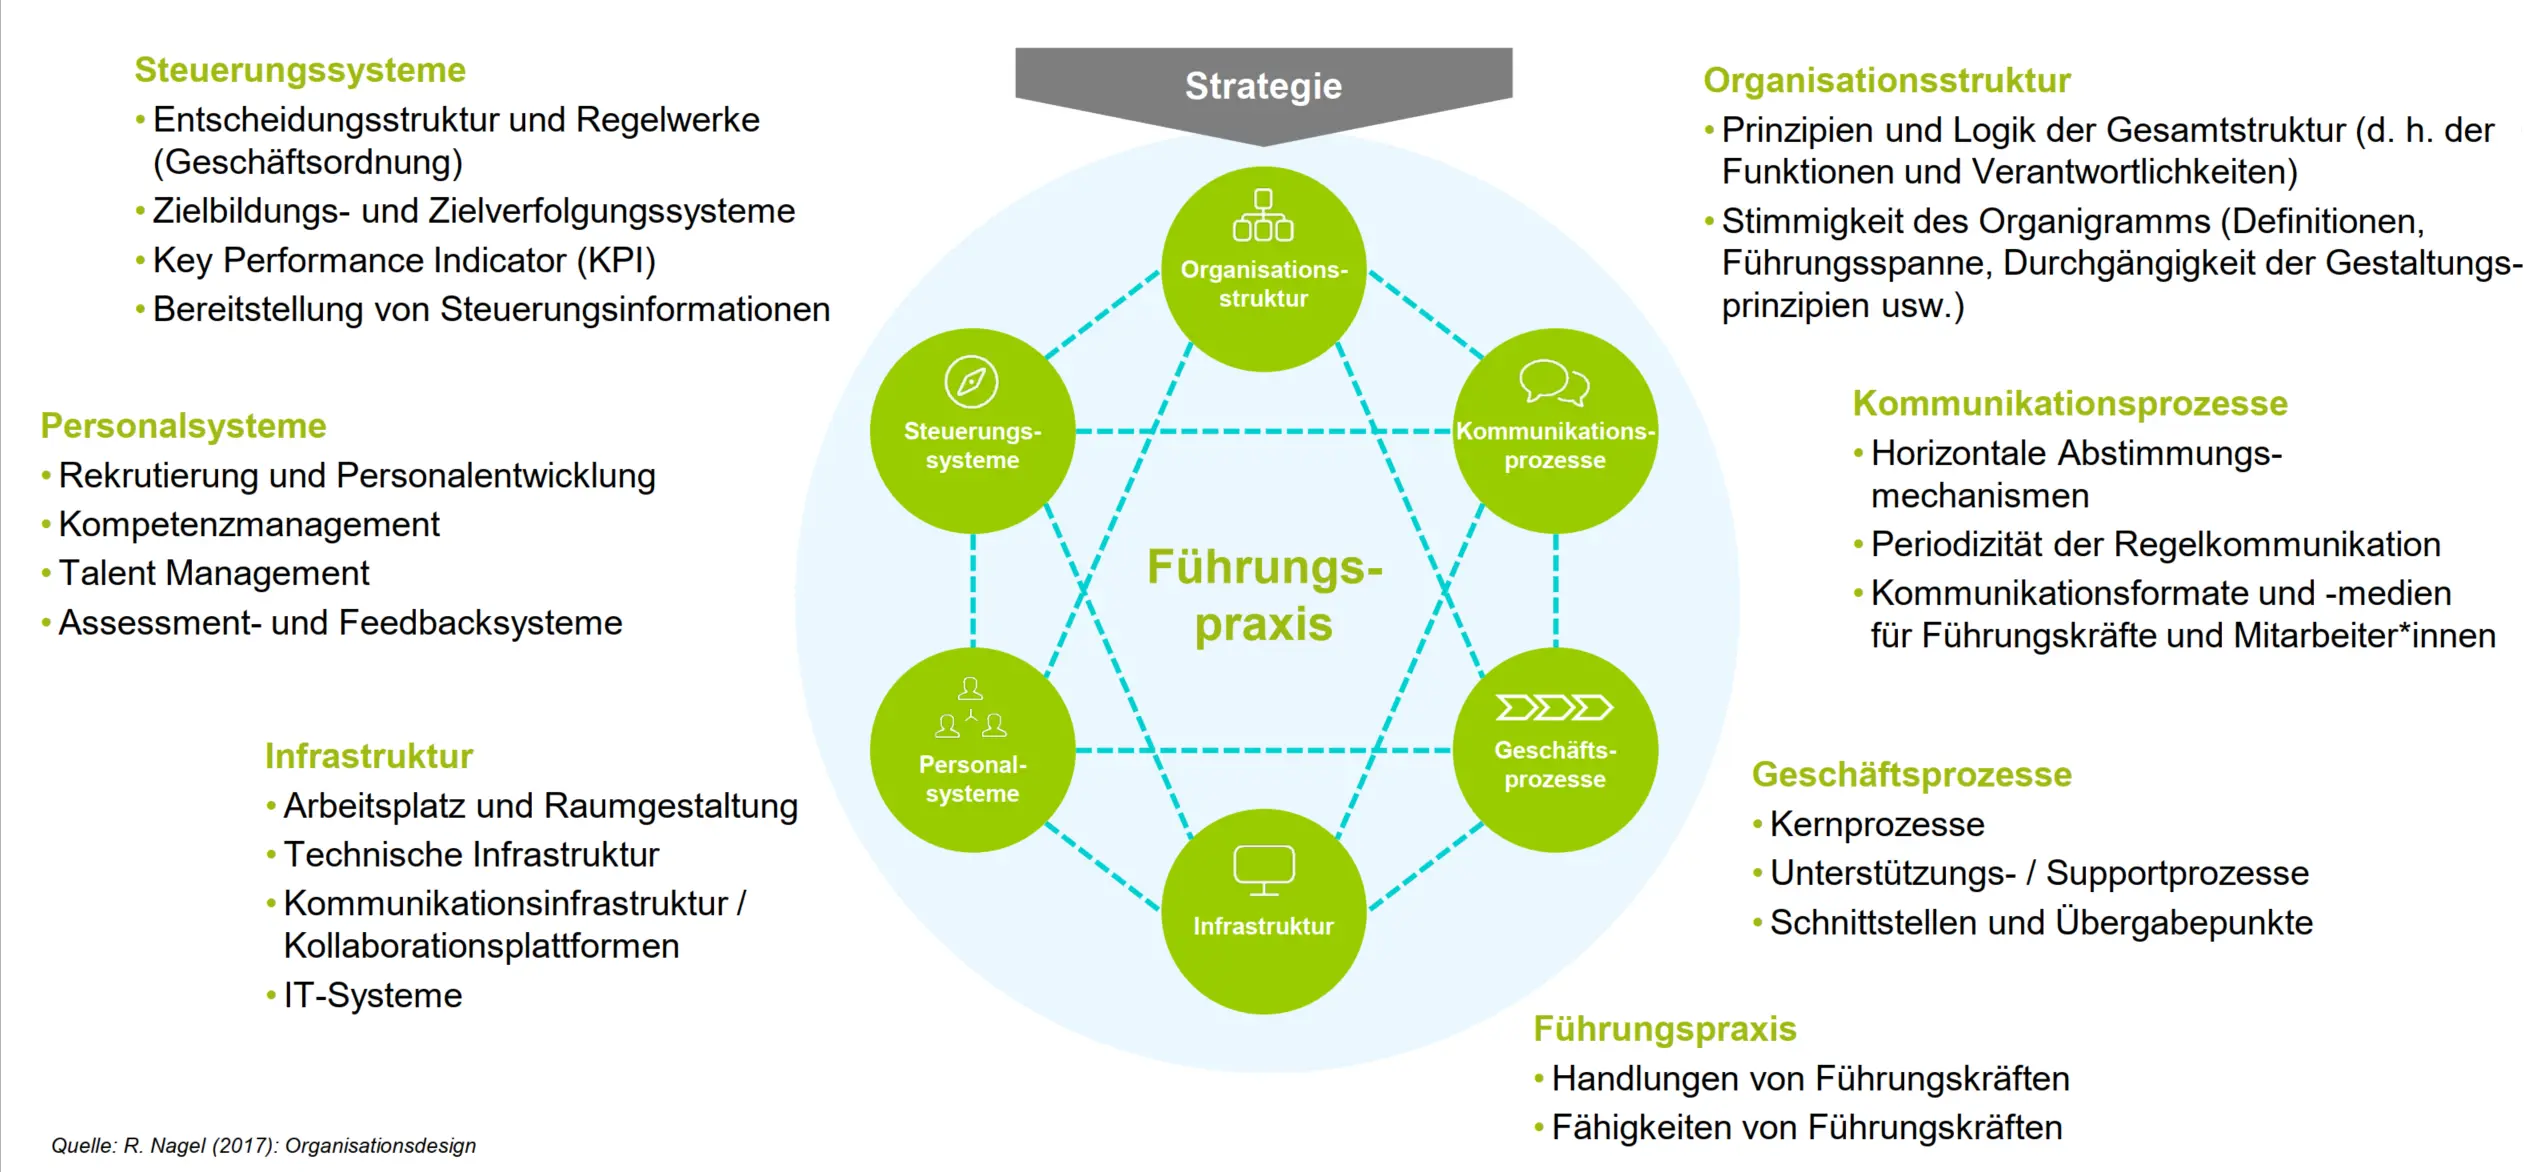 Strategie
Steuerungssysteme
• Entscheidungsstruktur und Regelwerke
(Geschäftsordnung)
• Zielbildungs- und Zielverfolgungssysteme
• Key Performance Indicator (KPI)
• Bereitstellung von Steuerungsinformationen
Personalsysteme
• Rekrutierung und Personalentwicklung
• Kompetenzmanagement
• Talent Management
• Assessment- und Feedbacksysteme
Infrastruktur
• Arbeitsplatz und Raumgestaltung
• Technische Infrastruktur
• Kommunikationsinfrastruktur /
Kollaborationsplattformen
• IT-Systeme
Organisations-
struktur
Steuerungs-
systeme
Kommunikations-
prozesse
Führungs-
praxis
Personal-
systeme
Geschäfts-
prozesse
Infrastruktur
Organisationsstruktur
• Prinzipien und Logik der Gesamtstruktur (d. h. der
Funktionen und Verantwortlichkeiten)
• Stimmigkeit des Organigramms (Definitionen,
Führungsspanne, Durchgängigkeit der Gestaltungs-
prinzipien usw.)
Kommunikationsprozesse
• Horizontale Abstimmungs-
mechanismen
• Periodizität der Regelkommunikation
• Kommunikationsformate und -medien
für Führungskräfte und Mitarbeiter*innen
Geschäftsprozesse
• Kernprozesse
• Unterstützungs- / Supportprozesse
• Schnittstellen und Übergabepunkte
Führungspraxis
• Handlungen von Führungskräften
• Fähigkeiten von Führungskräften
Quelle: R. Nagel (2017): Organisationsdesign